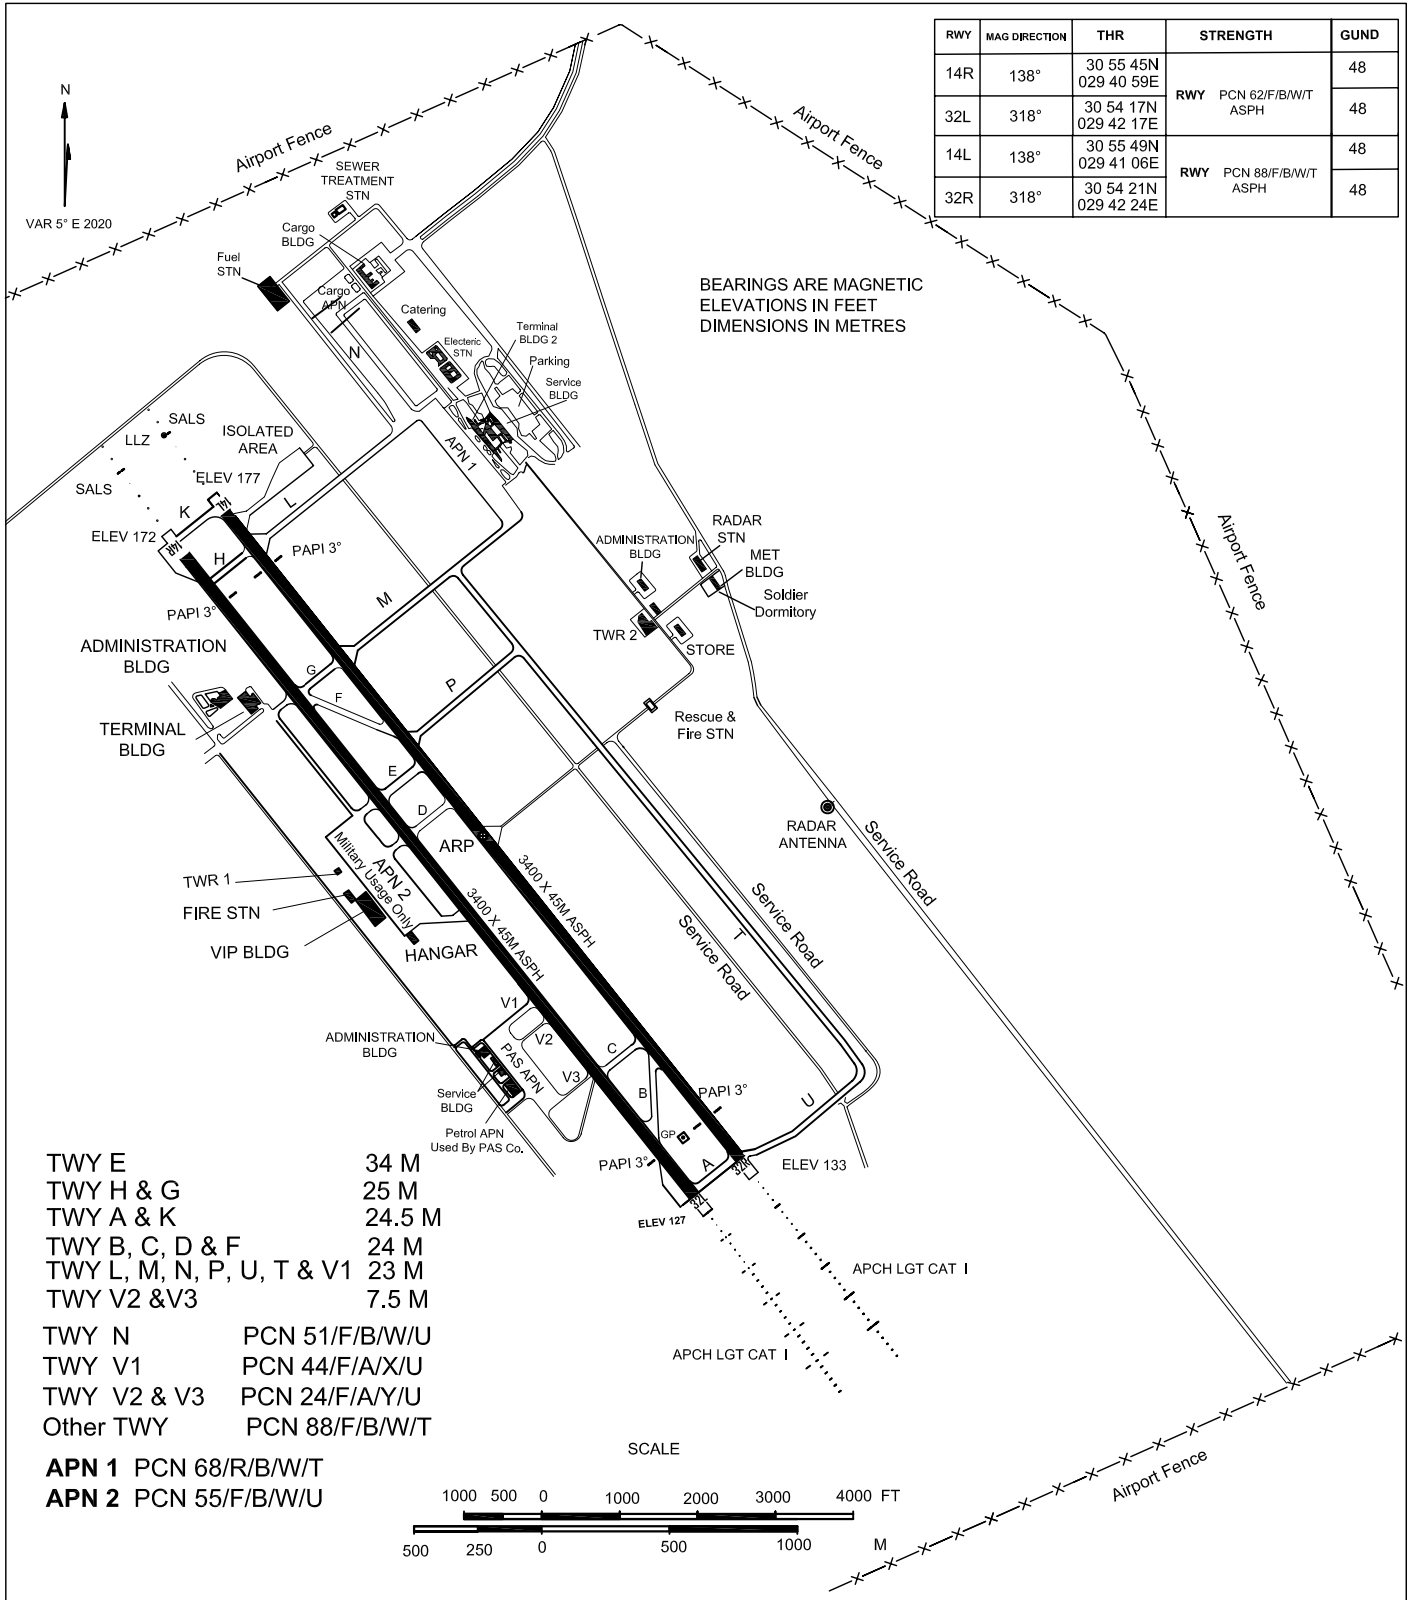 RWY MAG DIRECTION THR STRENGTH GUND
14R 138° 30 55 45N 029 40 59E RWY PCN 62/F/B/W/T ASPH 48
32L 318° 30 54 17N 029 42 17E 48
14L 138° 30 55 49N 029 41 06E RWY PCN 88/F/B/W/T ASPH 48
32R 318° 30 54 21N 029 42 24E 48
N
VAR 5° E 2020
Airport Fence
Airport Fence
SEWER
TREATMENT
STN
Cargo
BLDG
Fuel
STN
Cargo
APN
N
Catering
Electeric
STN
Terminal
BLDG 2
Parking
Service
BLDG
BEARINGS ARE MAGNETIC
ELEVATIONS IN FEET
DIMENSIONS IN METRES
SALS
LLZ
ISOLATED
AREA
SALS
ELEV 177
APN 1
L
K
14L
ELEV 172
14R
H
PAPI 3°
PAPI 3°
M
ADMINISTRATION
BLDG
RADAR
STN
MET
BLDG
Soldier
Dormitory
TWR 2
STORE
Airport Fence
ADMINISTRATION
BLDG
G
F
P
TERMINAL
BLDG
Rescue &
Fire STN
E
D
ARP
RADAR
ANTENNA
Service Road
Military Usage Only
APN 2
TWR 1
FIRE STN
VIP BLDG
HANGAR
3400 X 45M ASPH
3400 X 45M ASPH
Service Road
Service Road
T
V1
V2
V3
PAS APN
ADMINISTRATION
BLDG
Service
BLDG
Petrol APN
Used By PAS Co.
C
B
GP
PAPI 3°
U
PAPI 3°
A
32R
ELEV 133
32L
ELEV 127
APCH LGT CAT I
APCH LGT CAT I
TWY E 34 M
TWY H & G 25 M
TWY A & K 24.5 M
TWY B, C, D & F 24 M
TWY L, M, N, P, U, T & V1 23 M
TWY V2 &V3 7.5 M
TWY N PCN 51/F/B/W/U
TWY V1 PCN 44/F/A/X/U
TWY V2 & V3 PCN 24/F/A/Y/U
Other TWY PCN 88/F/B/W/T
APN 1 PCN 68/R/B/W/T
APN 2 PCN 55/F/B/W/U
SCALE
1000 500 0 1000 2000 3000 4000 FT
500 250 0 500 1000 M
Airport Fence